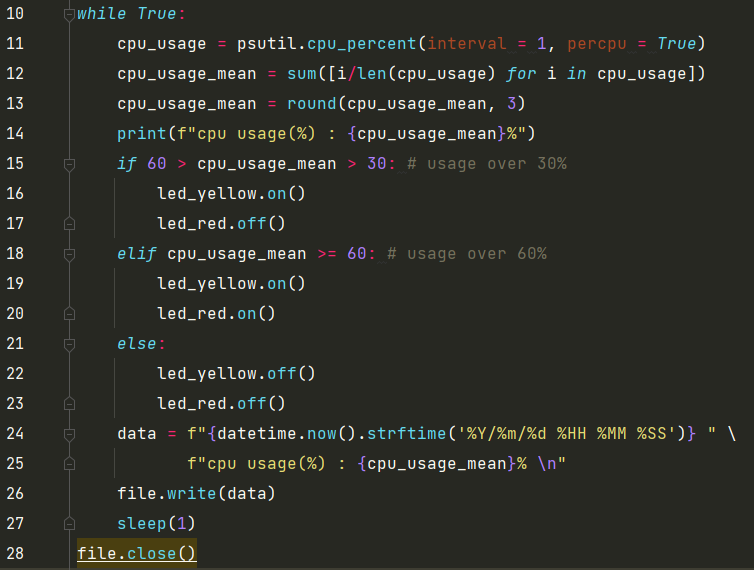 10 while True:
11     cpu_usage = psutil.cpu_percent(interval = 1, percpu = True)
12     cpu_usage_mean = sum([i/len(cpu_usage) for i in cpu_usage])
13     cpu_usage_mean = round(cpu_usage_mean, 3)
14     print(f"cpu usage(%) : {cpu_usage_mean}%")
15     if 60 > cpu_usage_mean > 30: # usage over 30%
16         led_yellow.on()
17         led_red.off()
18     elif cpu_usage_mean >= 60: # usage over 60%
19         led_yellow.on()
20         led_red.on()
21     else:
22         led_yellow.off()
23         led_red.off()
24     data = f"{datetime.now().strftime('%Y/%m/%d %HH %MM %SS')} " \
25            f"cpu usage(%) : {cpu_usage_mean}% \n"
26     file.write(data)
27     sleep(1)
28 file.close()